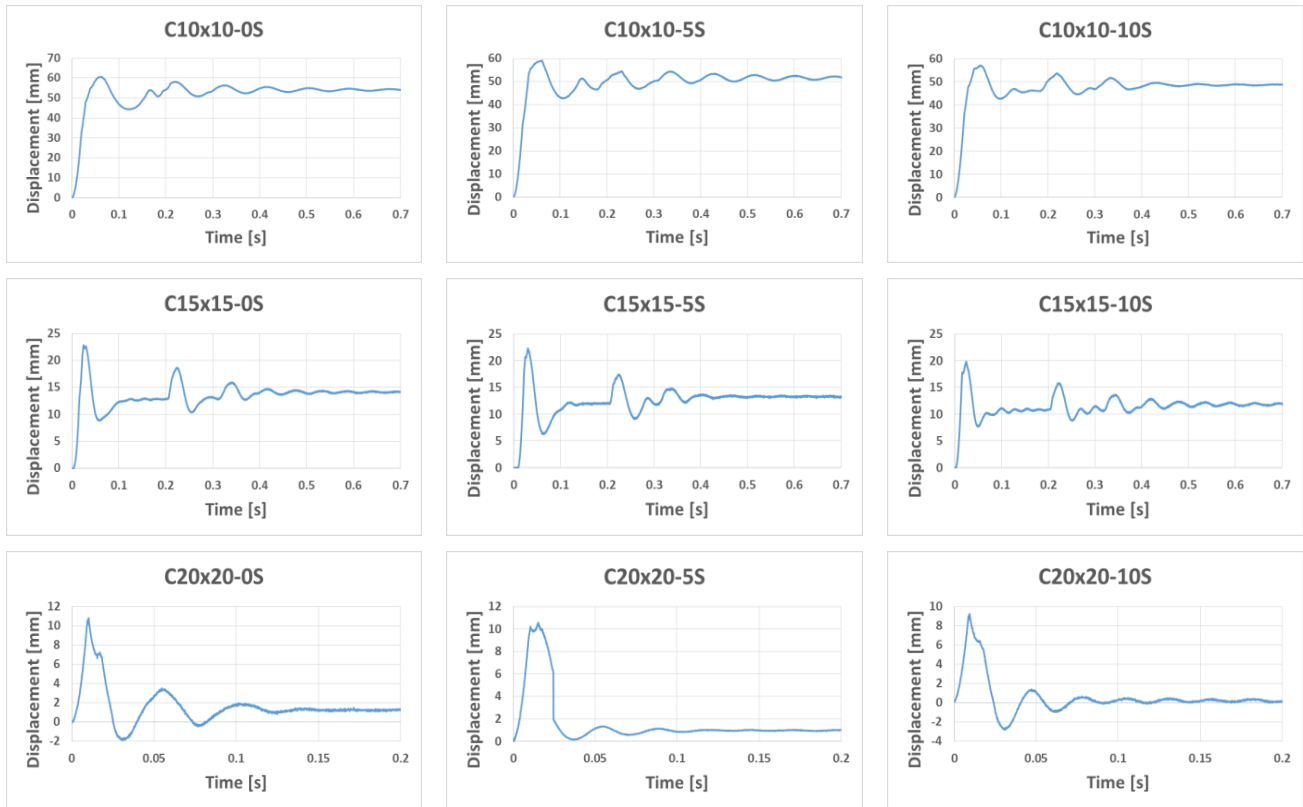 C10x10-0S
Displacement [mm]
70
60
50
40
30
20
10
0
0 0.1 0.2 0.3 0.4 0.5 0.6 0.7
Time [s]
C10x10-5S
Displacement [mm]
60
50
40
30
20
10
0
0 0.1 0.2 0.3 0.4 0.5 0.6 0.7
Time [s]
C10x10-10S
Displacement [mm]
60
50
40
30
20
10
0
0 0.1 0.2 0.3 0.4 0.5 0.6 0.7
Time [s]
C15x15-0S
Displacement [mm]
25
20
15
10
5
0
0 0.1 0.2 0.3 0.4 0.5 0.6 0.7
Time [s]
C15x15-5S
Displacement [mm]
25
20
15
10
5
0
0 0.1 0.2 0.3 0.4 0.5 0.6 0.7
Time [s]
C15x15-10S
Displacement [mm]
25
20
15
10
5
0
0 0.1 0.2 0.3 0.4 0.5 0.6 0.7
Time [s]
C20x20-0S
Displacement [mm]
12
10
8
6
4
2
0
-2
0 0.05 0.1 0.15 0.2
Time [s]
C20x20-5S
Displacement [mm]
12
10
8
6
4
2
0
0 0.05 0.1 0.15 0.2
Time [s]
C20x20-10S
Displacement [mm]
10
8
6
4
2
0
-2
-4
0 0.05 0.1 0.15 0.2
Time [s]